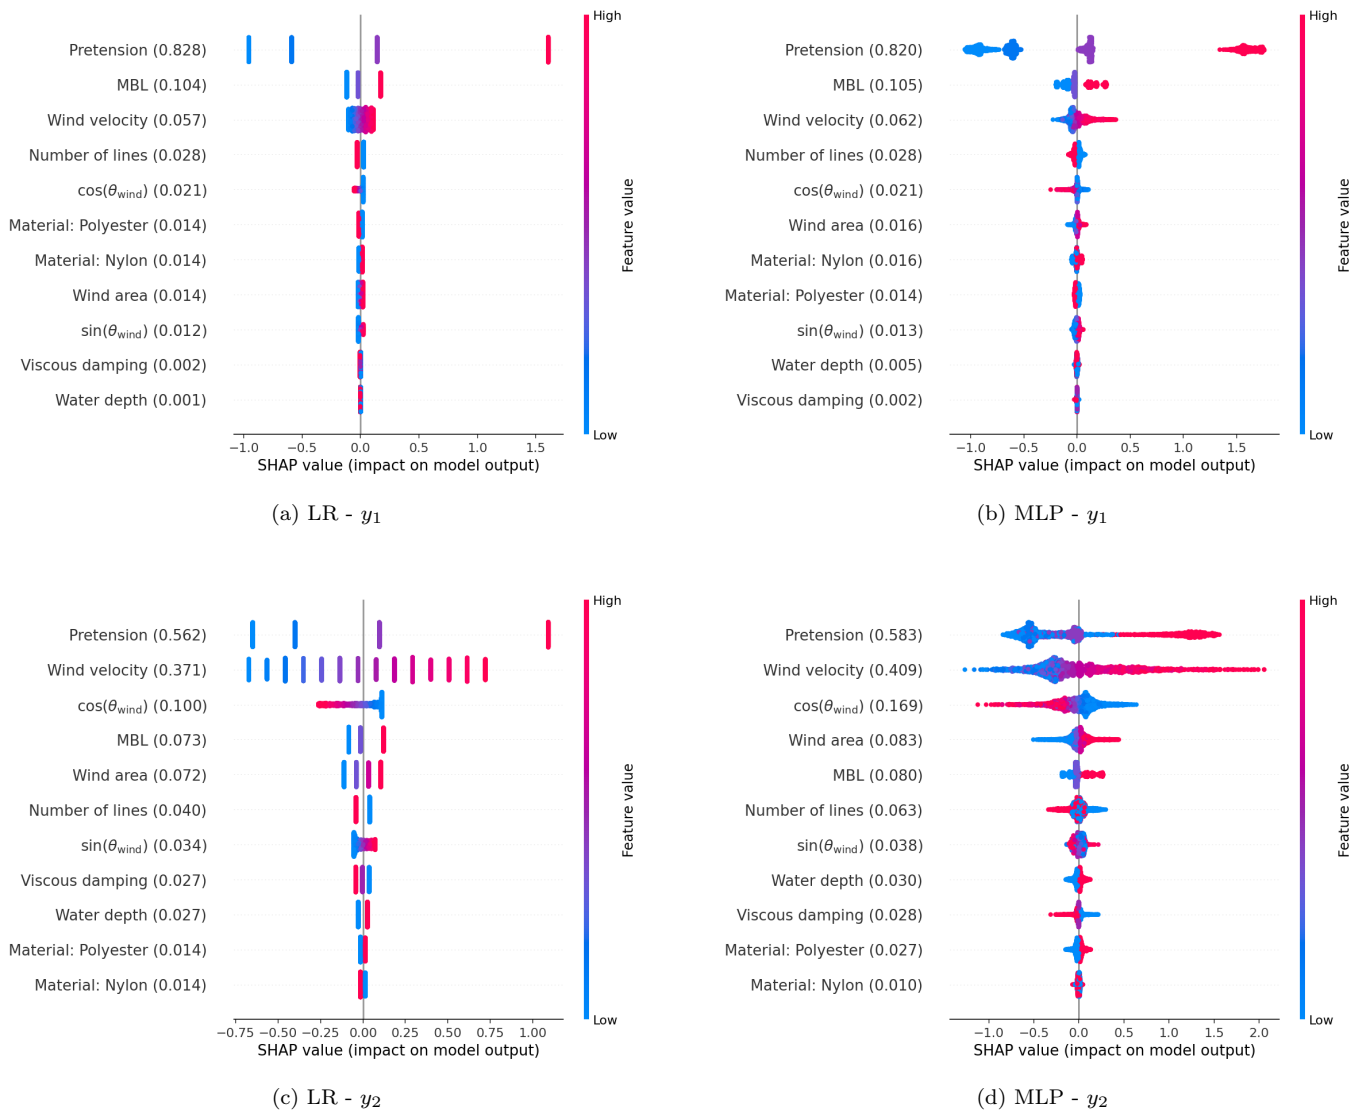 High
Pretension (0.828)
MBL (0.104)
Wind velocity (0.057)
Number of lines (0.028)
cos(θwind) (0.021)
Material: Polyester (0.014)
Material: Nylon (0.014)
Wind area (0.014)
sin(θwind) (0.012)
Viscous damping (0.002)
Water depth (0.001)
Feature value
Low
−1.0 −0.5 0.0 0.5 1.0 1.5
SHAP value (impact on model output)
(a) LR - y1
High
Pretension (0.820)
MBL (0.105)
Wind velocity (0.062)
Number of lines (0.028)
cos(θwind) (0.021)
Wind area (0.016)
Material: Nylon (0.016)
Material: Polyester (0.014)
sin(θwind) (0.013)
Water depth (0.005)
Viscous damping (0.002)
Feature value
Low
−1.0 −0.5 0.0 0.5 1.0 1.5
SHAP value (impact on model output)
(b) MLP - y1
High
Pretension (0.562)
Wind velocity (0.371)
cos(θwind) (0.100)
MBL (0.073)
Wind area (0.072)
Number of lines (0.040)
sin(θwind) (0.034)
Viscous damping (0.027)
Water depth (0.027)
Material: Polyester (0.014)
Material: Nylon (0.014)
Feature value
Low
−0.75 −0.50 −0.25 0.00 0.25 0.50 0.75 1.00
SHAP value (impact on model output)
(c) LR - y2
High
Pretension (0.583)
Wind velocity (0.409)
cos(θwind) (0.169)
Wind area (0.083)
MBL (0.080)
Number of lines (0.063)
sin(θwind) (0.038)
Water depth (0.030)
Viscous damping (0.028)
Material: Polyester (0.027)
Material: Nylon (0.010)
Feature value
Low
−1.0 −0.5 0.0 0.5 1.0 1.5 2.0
SHAP value (impact on model output)
(d) MLP - y2